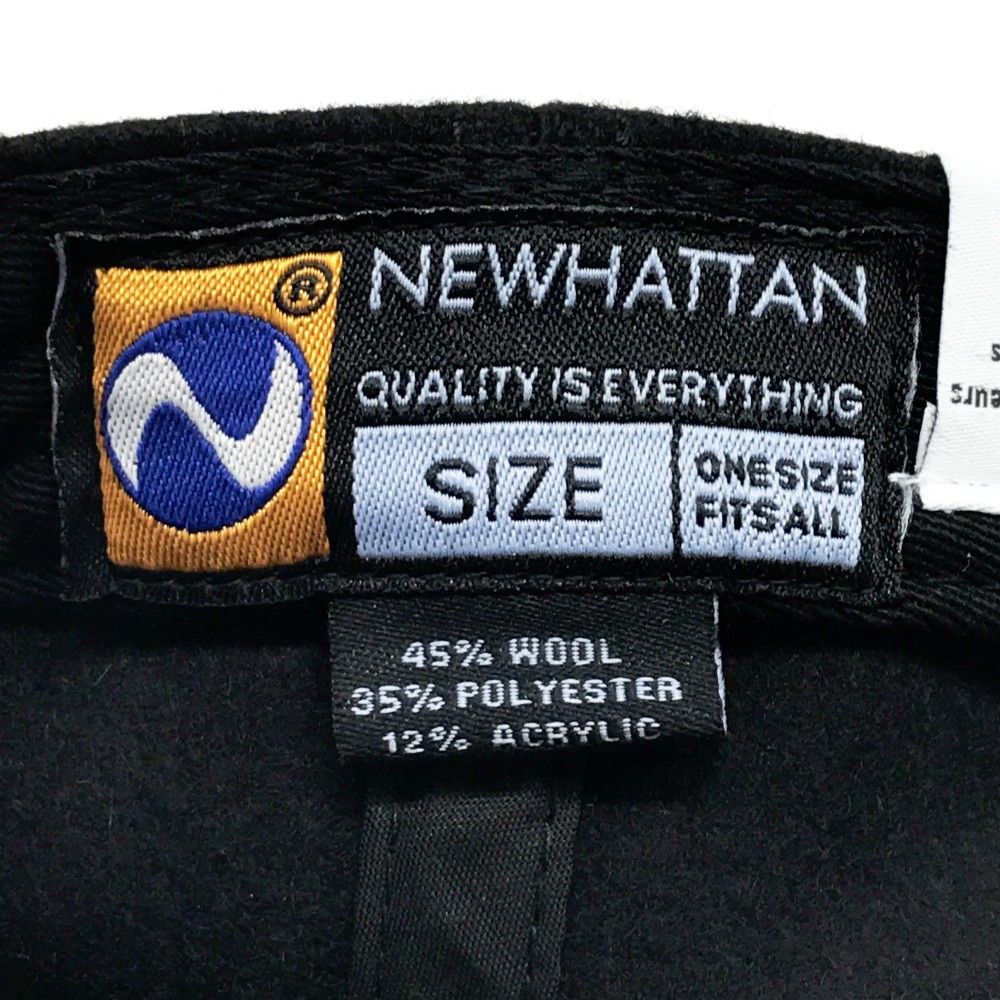 ®
NEWHATTAN
QUALITY IS EVERYTHING
SIZE
ONE SIZE
FITS ALL
45% WOOL
35% POLYESTER
12% ACRYLIC